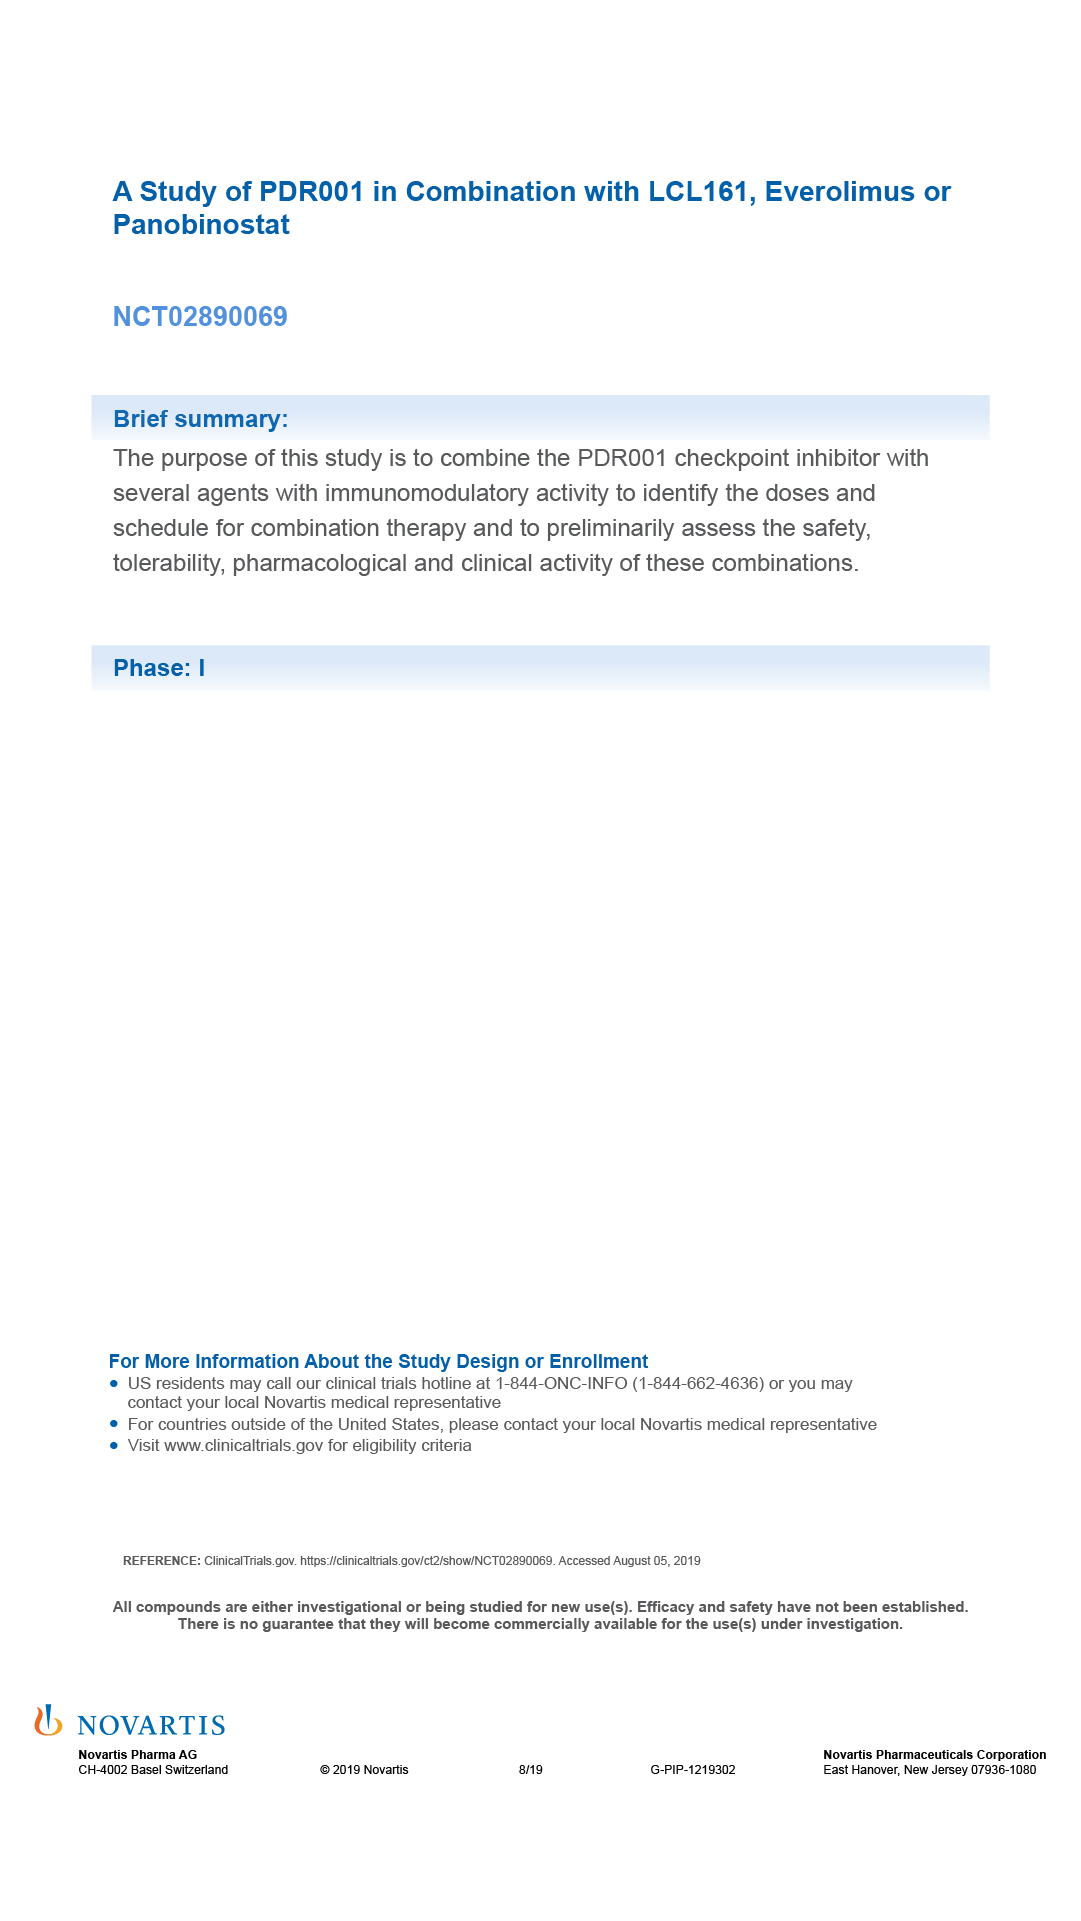 A Study of PDR001 in Combination with LCL161, Everolimus or
Panobinostat
NCT02890069
Brief summary:
The purpose of this study is to combine the PDR001 checkpoint inhibitor with
several agents with immunomodulatory activity to identify the doses and
schedule for combination therapy and to preliminarily assess the safety,
tolerability, pharmacological and clinical activity of these combinations.
Phase: I
For More Information About the Study Design or Enrollment
● US residents may call our clinical trials hotline at 1-844-ONC-INFO (1-844-662-4636) or you may
contact your local Novartis medical representative
● For countries outside of the United States, please contact your local Novartis medical representative
● Visit www.clinicaltrials.gov for eligibility criteria
REFERENCE: ClinicalTrials.gov. https://clinicaltrials.gov/ct2/show/NCT02890069. Accessed August 05, 2019
All compounds are either investigational or being studied for new use(s). Efficacy and safety have not been established.
There is no guarantee that they will become commercially available for the use(s) under investigation.
NOVARTIS
Novartis Pharma AG Novartis Pharmaceuticals Corporation
CH-4002 Basel Switzerland © 2019 Novartis 8/19 G-PIP-1219302 East Hanover, New Jersey 07936-1080